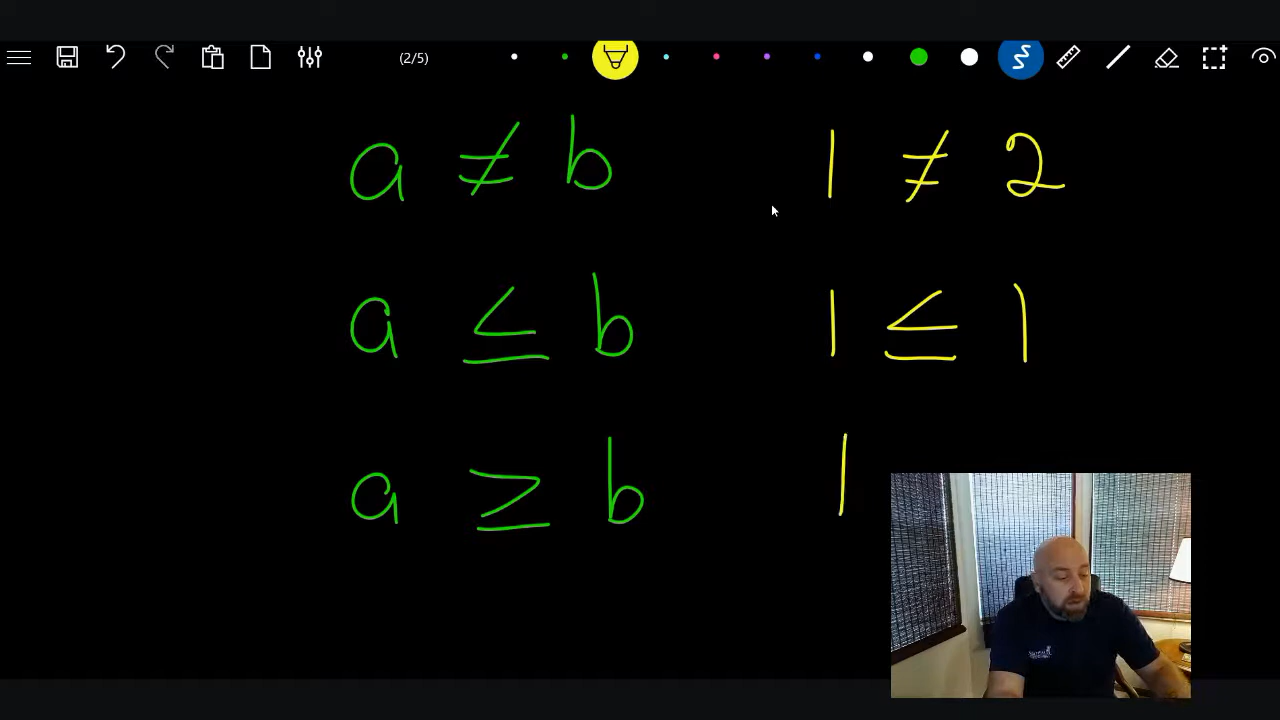 (2/5)
a ≠ b 1 ≠ 2
a ≤ b 1 ≤ 1
a ≥ b 1